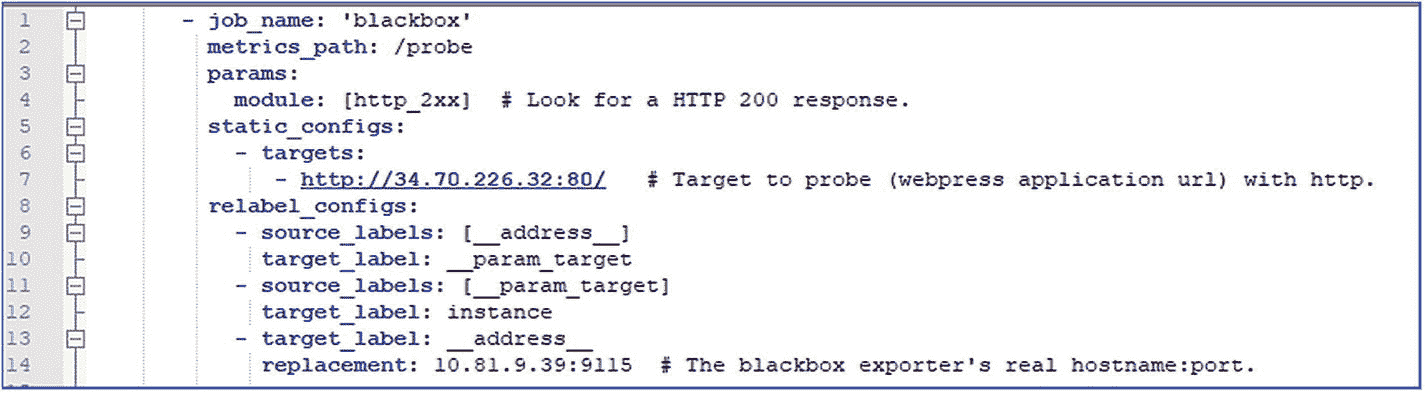 1 - job_name: 'blackbox'
2 metrics_path: /probe
3 params:
4 module: [http_2xx]  # Look for a HTTP 200 response.
5 static_configs:
6 - targets:
7 - http://34.70.226.32:80/   # Target to probe (webpress application url) with http.
8 relabel_configs:
9 - source_labels: [__address__]
10 target_label: __param_target
11 - source_labels: [__param_target]
12 target_label: instance
13 - target_label: __address__
14 replacement: 10.81.9.39:9115  # The blackbox exporter's real hostname:port.